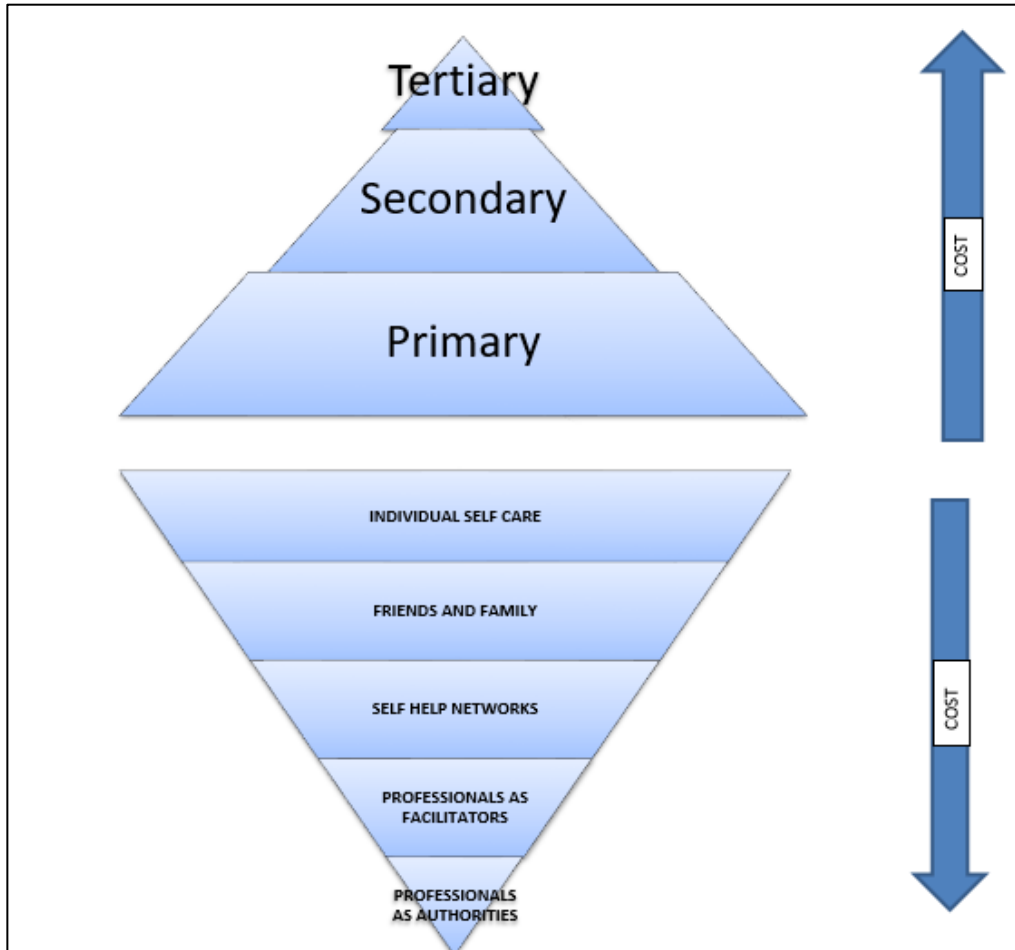 Tertiary
Secondary
Primary
COST
INDIVIDUAL SELF CARE
FRIENDS AND FAMILY
SELF HELP NETWORKS
PROFESSIONALS AS
FACILITATORS
PROFESSIONALS
AS AUTHORITIES
COST